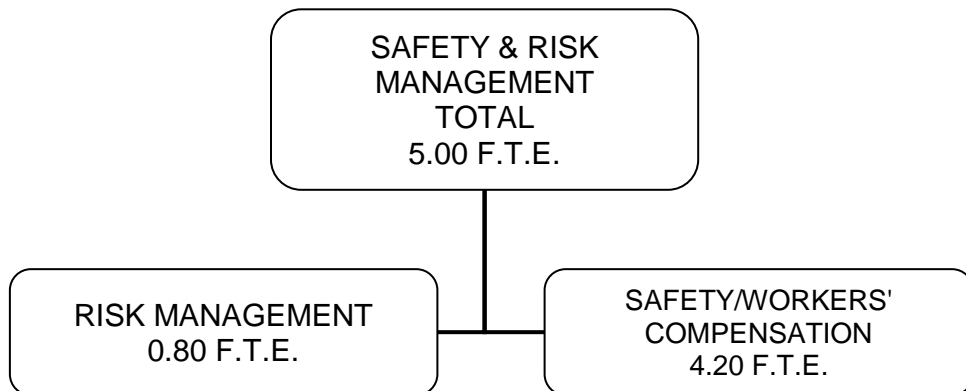 SAFETY & RISK
MANAGEMENT
TOTAL
5.00 F.T.E.
RISK MANAGEMENT
0.80 F.T.E.
SAFETY/WORKERS'
COMPENSATION
4.20 F.T.E.